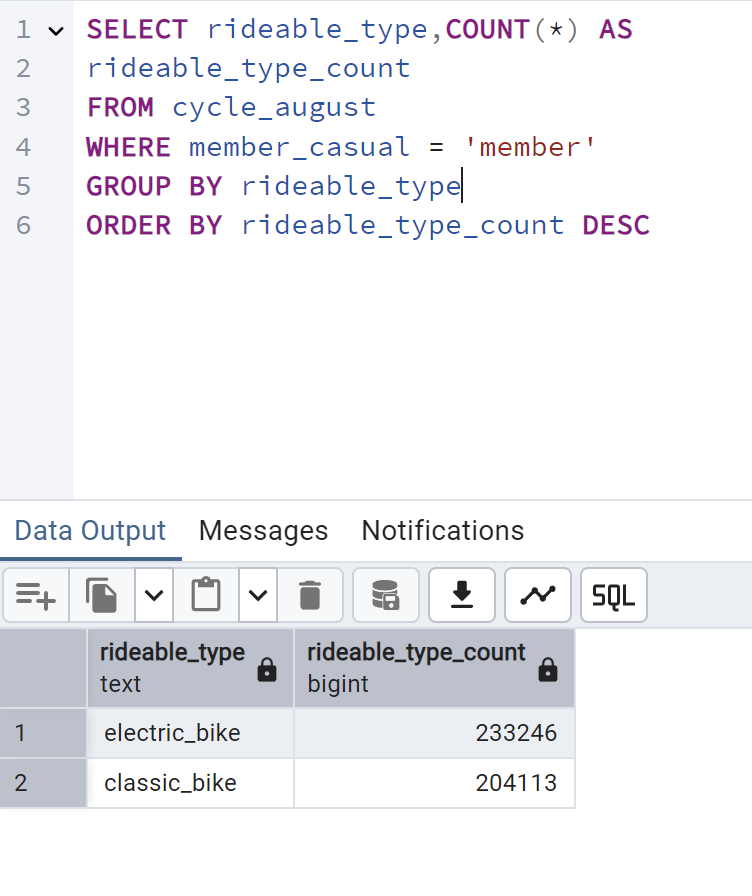 1 SELECT rideable_type,COUNT(*) AS
2 rideable_type_count
3 FROM cycle_august
4 WHERE member_casual = 'member'
5 GROUP BY rideable_type
6 ORDER BY rideable_type_count DESC
Data Output Messages Notifications
SQL
rideable_type rideable_type_count
text bigint
1 electric_bike 233246
2 classic_bike 204113